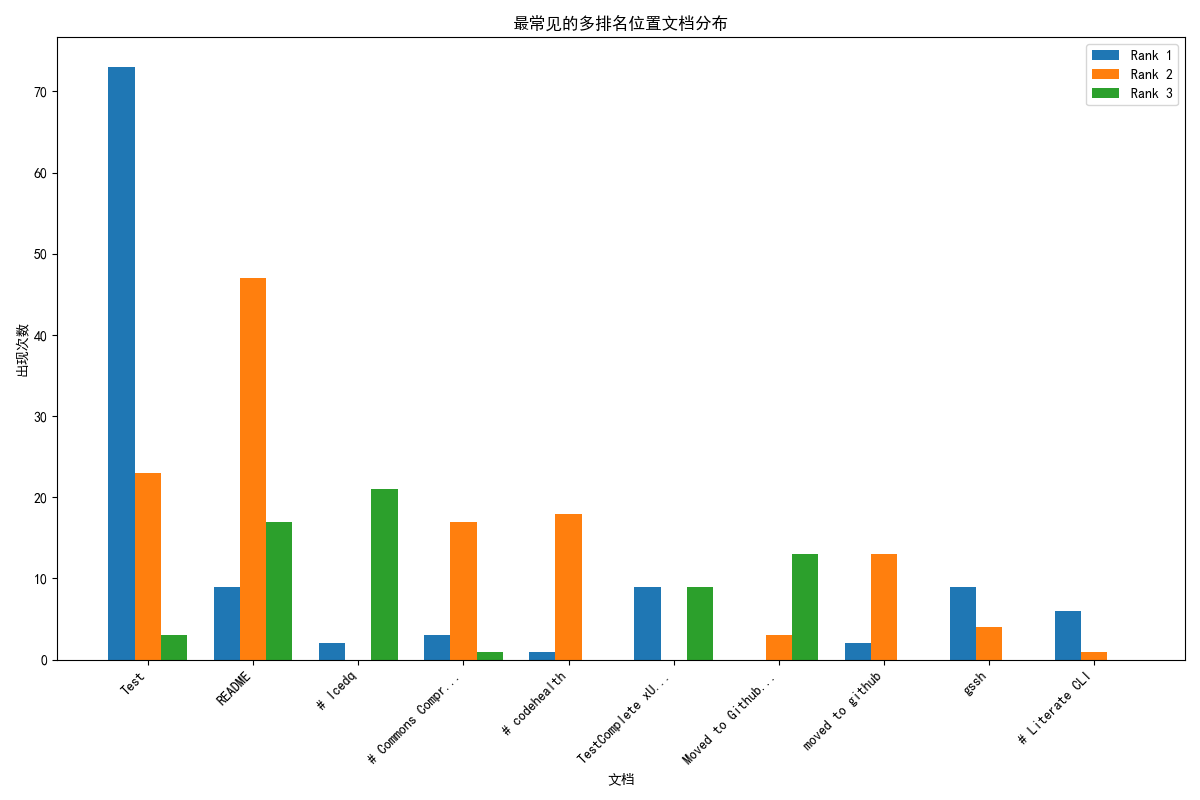 最常见的多排名位置文档分布
Rank 1
Rank 2
Rank 3
出现次数
70
60
50
40
30
20
10
0
Test
README
# Icedq
# Commons Compr...
# codehealth
TestComplete xU...
Moved to Github...
moved to github
gssh
# Literate CLI
文档